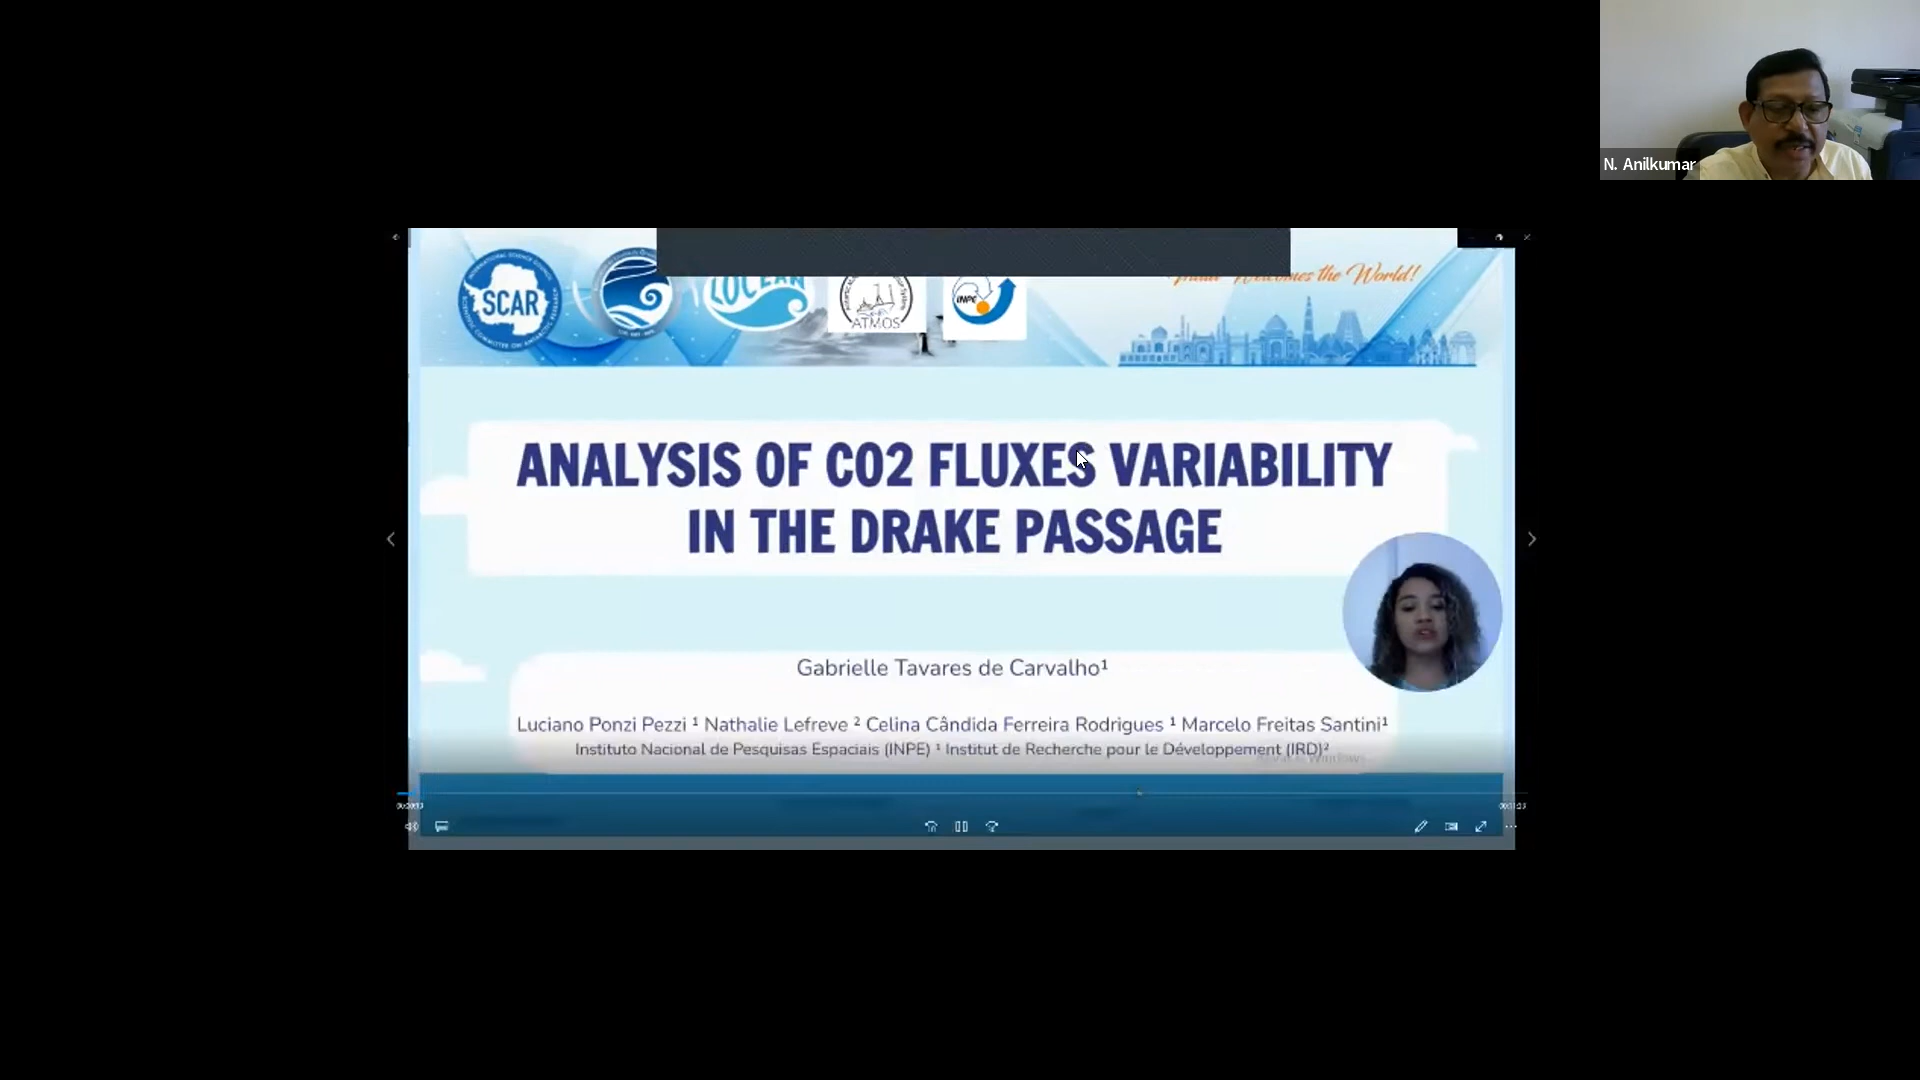 N. Anilkumar
SCAR
LOCEAN
ATMOS
INPE
the World!
ANALYSIS OF CO2 FLUXES VARIABILITY
IN THE DRAKE PASSAGE
Gabrielle Tavares de Carvalho¹
Luciano Ponzi Pezzi ¹ Nathalie Lefreve ² Celina Cândida Ferreira Rodrigues ¹ Marcelo Freitas Santini¹
Instituto Nacional de Pesquisas Espaciais (INPE) ¹ Institut de Recherche pour le Développement (IRD)²